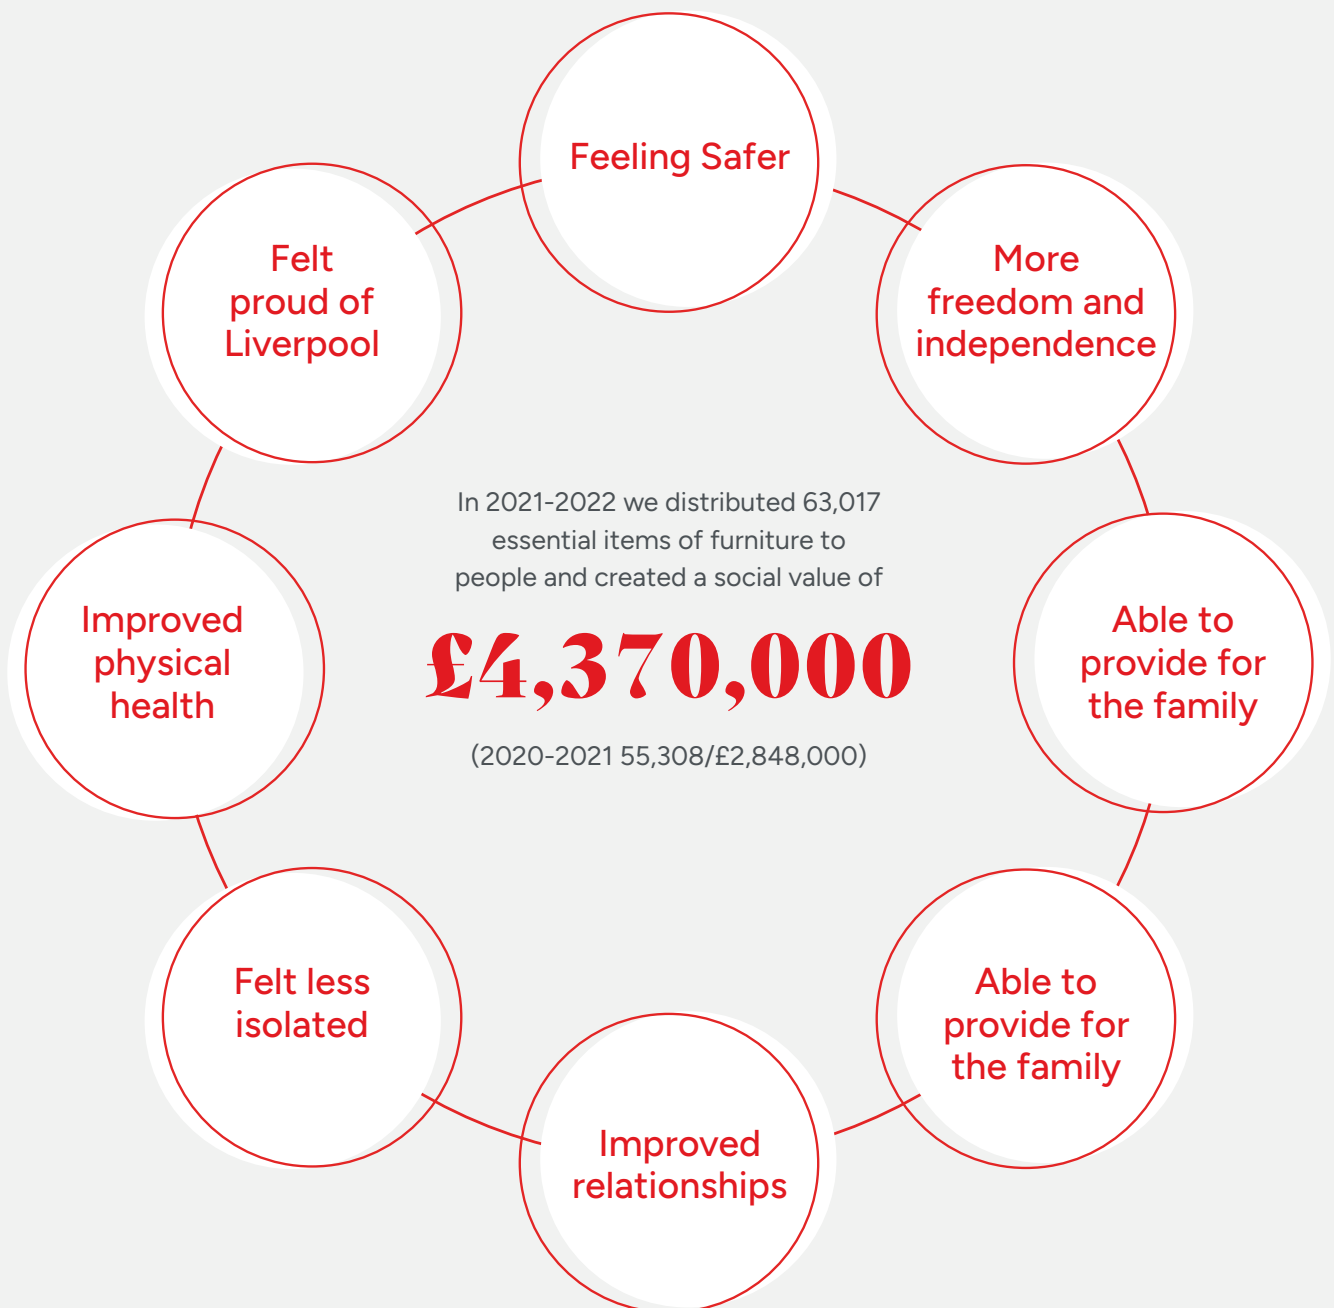 Feeling Safer
More
freedom and
independence
Able to
provide for
the family
Able to
provide for
the family
Improved
relationships
Felt less
isolated
Improved
physical
health
Felt
proud of
Liverpool
In 2021-2022 we distributed 63,017
essential items of furniture to
people and created a social value of
£4,370,000
(2020-2021 55,308/£2,848,000)